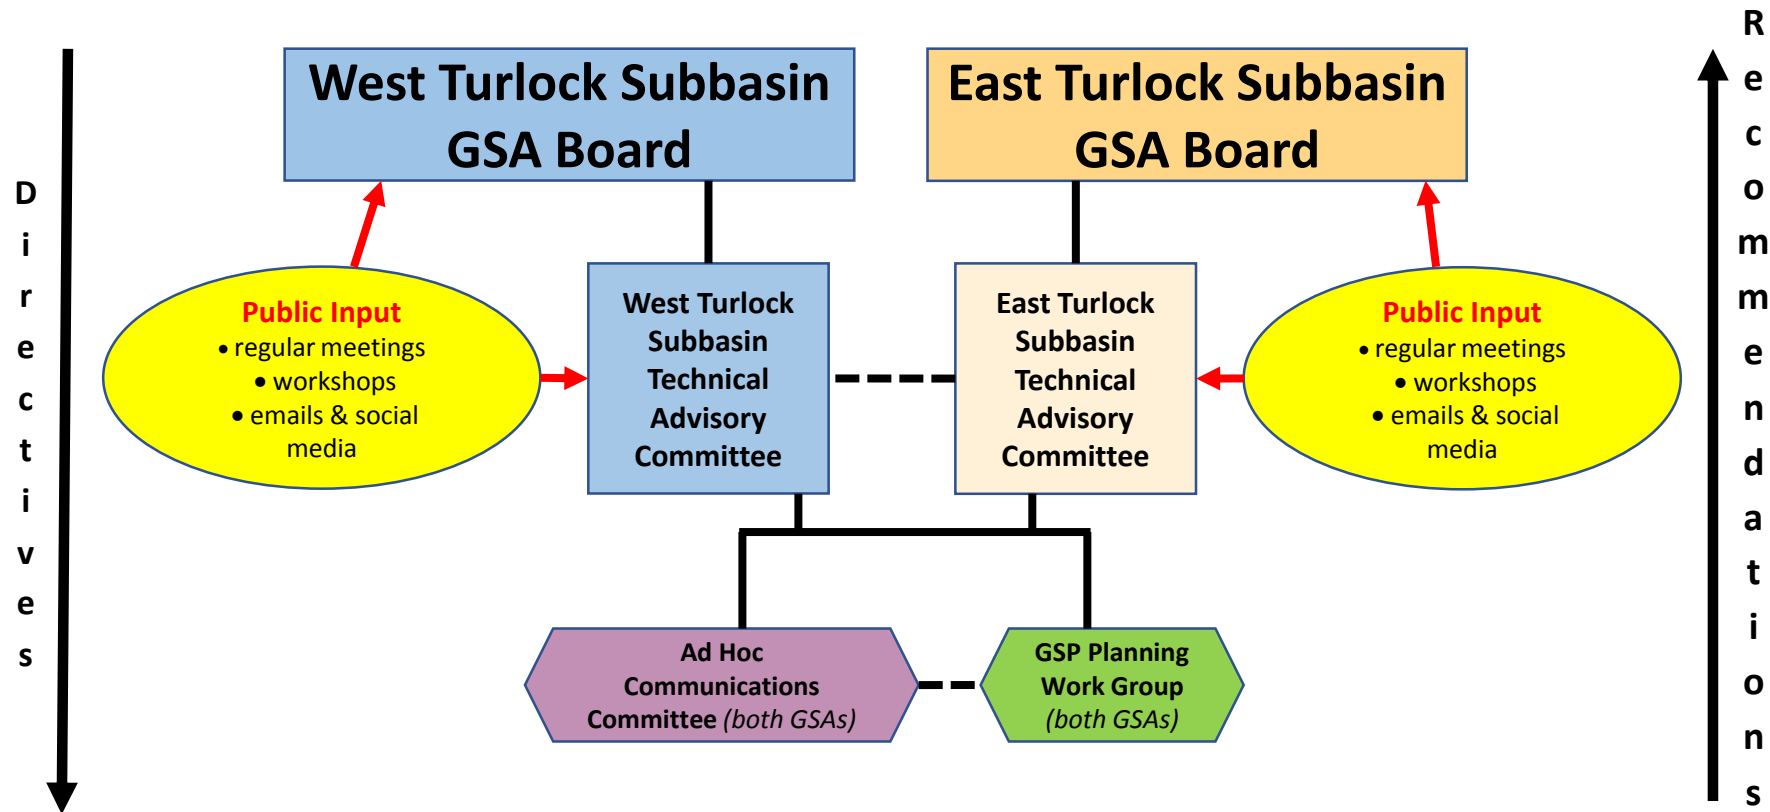 West Turlock Subbasin
GSA Board
East Turlock Subbasin
GSA Board
Directives
Recommendations
Public Input
• regular meetings
• workshops
• emails & social
media
West Turlock
Subbasin
Technical
Advisory
Committee
East Turlock
Subbasin
Technical
Advisory
Committee
Public Input
• regular meetings
• workshops
• emails & social
media
Ad Hoc
Communications
Committee (both GSAs)
GSP Planning
Work Group
(both GSAs)